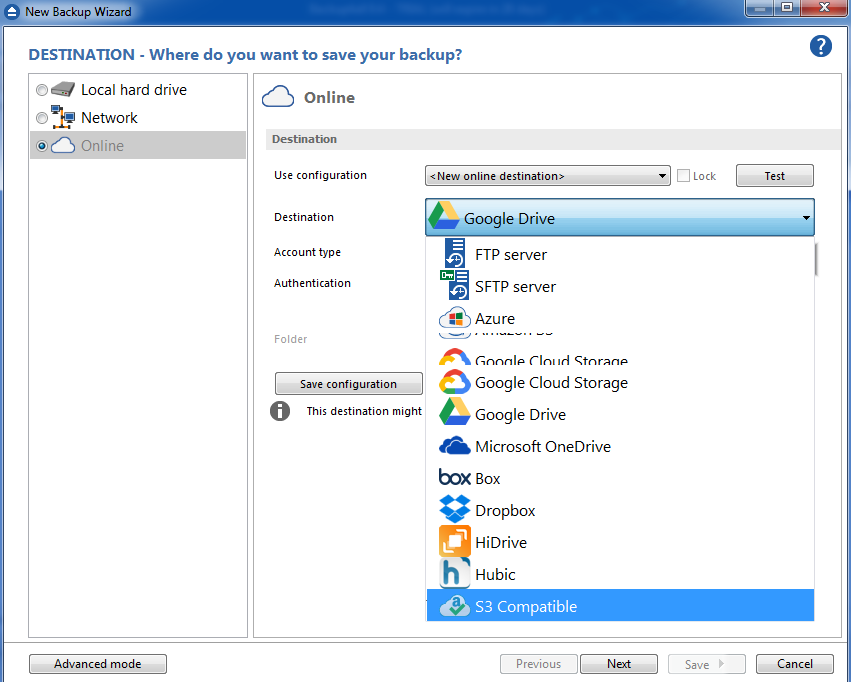 New Backup Wizard
DESTINATION - Where do you want to save your backup?
?
Local hard drive
Network
Online
Online
Destination
Use configuration
<New online destination>
Lock
Test
Destination
Google Drive
Account type
Authentication
Folder
Save configuration
This destination might
FTP server
SFTP server
Azure
Amazon S3
Google Cloud Storage
Google Cloud Storage
Google Drive
Microsoft OneDrive
box Box
Dropbox
HiDrive
h Hubic
a S3 Compatible
Advanced mode
Previous
Next
Save
Cancel